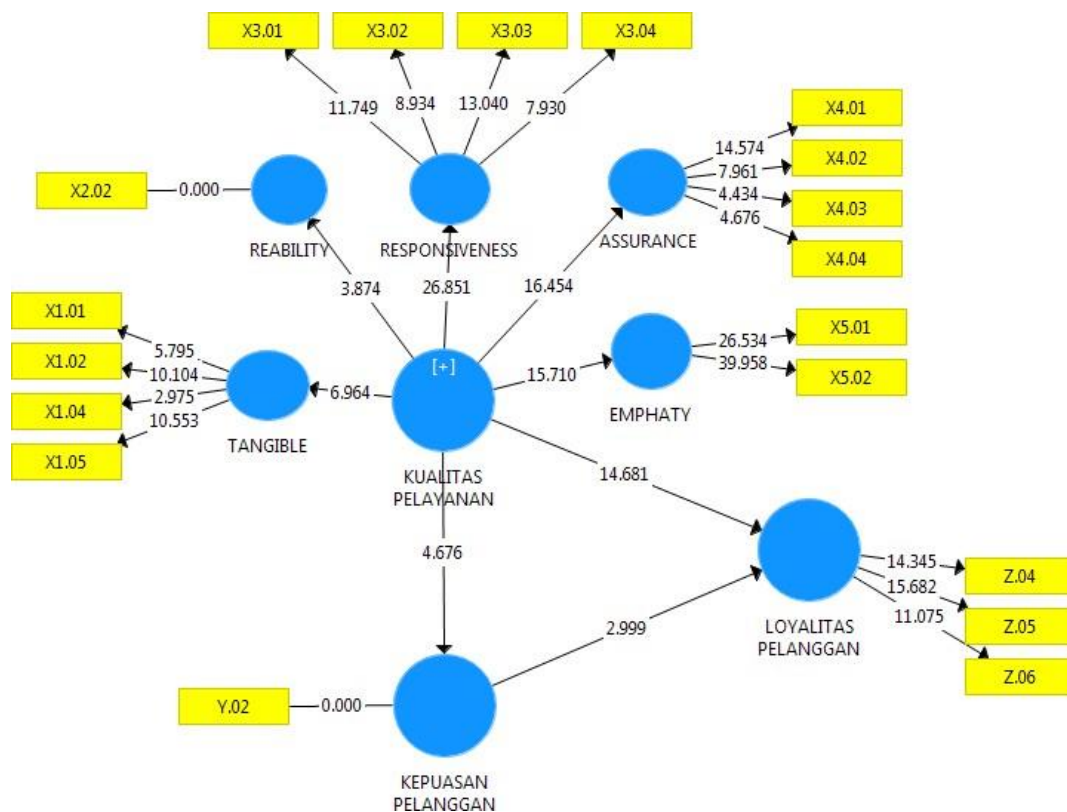 X3.01
X3.02
X3.03
X3.04
11.749
8.934
13.040
7.930
X4.01
X4.02
X4.03
X4.04
14.574
7.961
4.434
4.676
X2.02
0.000
REABILITY
RESPONSIVENESS
ASSURANCE
3.874
26.851
16.454
X1.01
X1.02
X1.04
X1.05
5.795
10.104
2.975
10.553
TANGIBLE
6.964
[+]
KUALITAS
PELAYANAN
15.710
EMPHATY
26.534
39.958
X5.01
X5.02
14.681
4.676
2.999
LOYALITAS
PELANGGAN
14.345
15.682
11.075
Z.04
Z.05
Z.06
Y.02
0.000
KEPUASAN
PELANGGAN